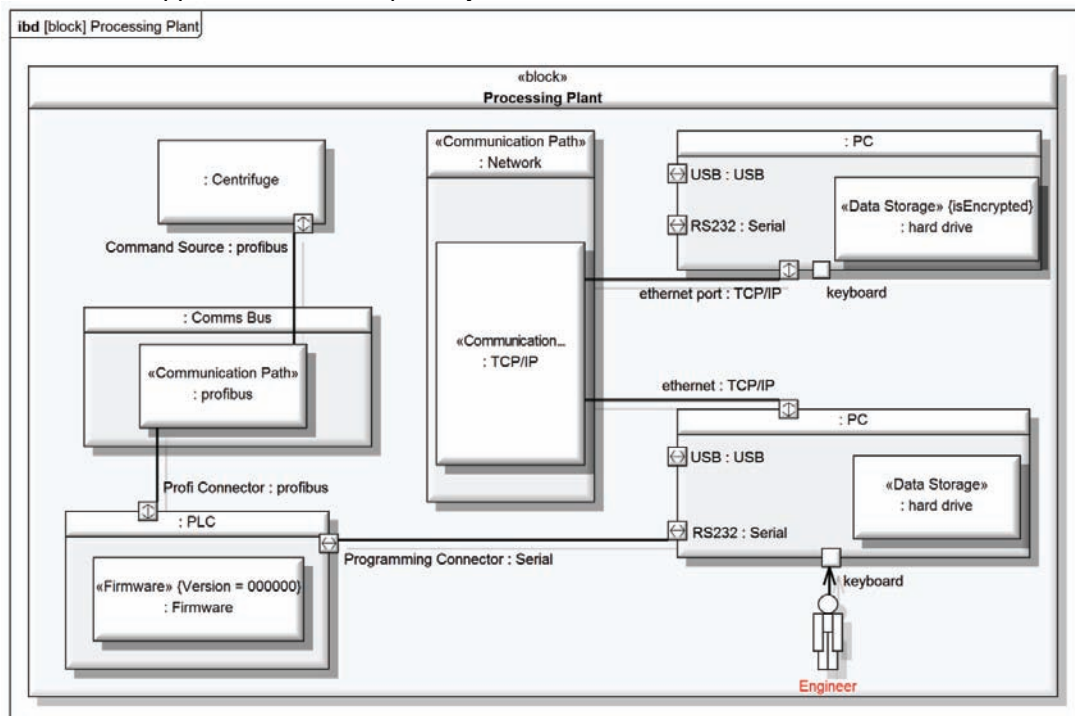 ibd [block] Processing Plant
«block»
Processing Plant
: Centrifuge
Command Source : profibus
: Comms Bus
«Communication Path»
: profibus
Profi Connector : profibus
: PLC
«Firmware» {Version = 000000}
: Firmware
Programming Connector : Serial
«Communication Path»
: Network
«Communication...
: TCP/IP
: PC
USB : USB
RS232 : Serial
«Data Storage» {isEncrypted}
: hard drive
ethernet port : TCP/IP
keyboard
ethernet : TCP/IP
: PC
USB : USB
RS232 : Serial
«Data Storage»
: hard drive
keyboard
Engineer